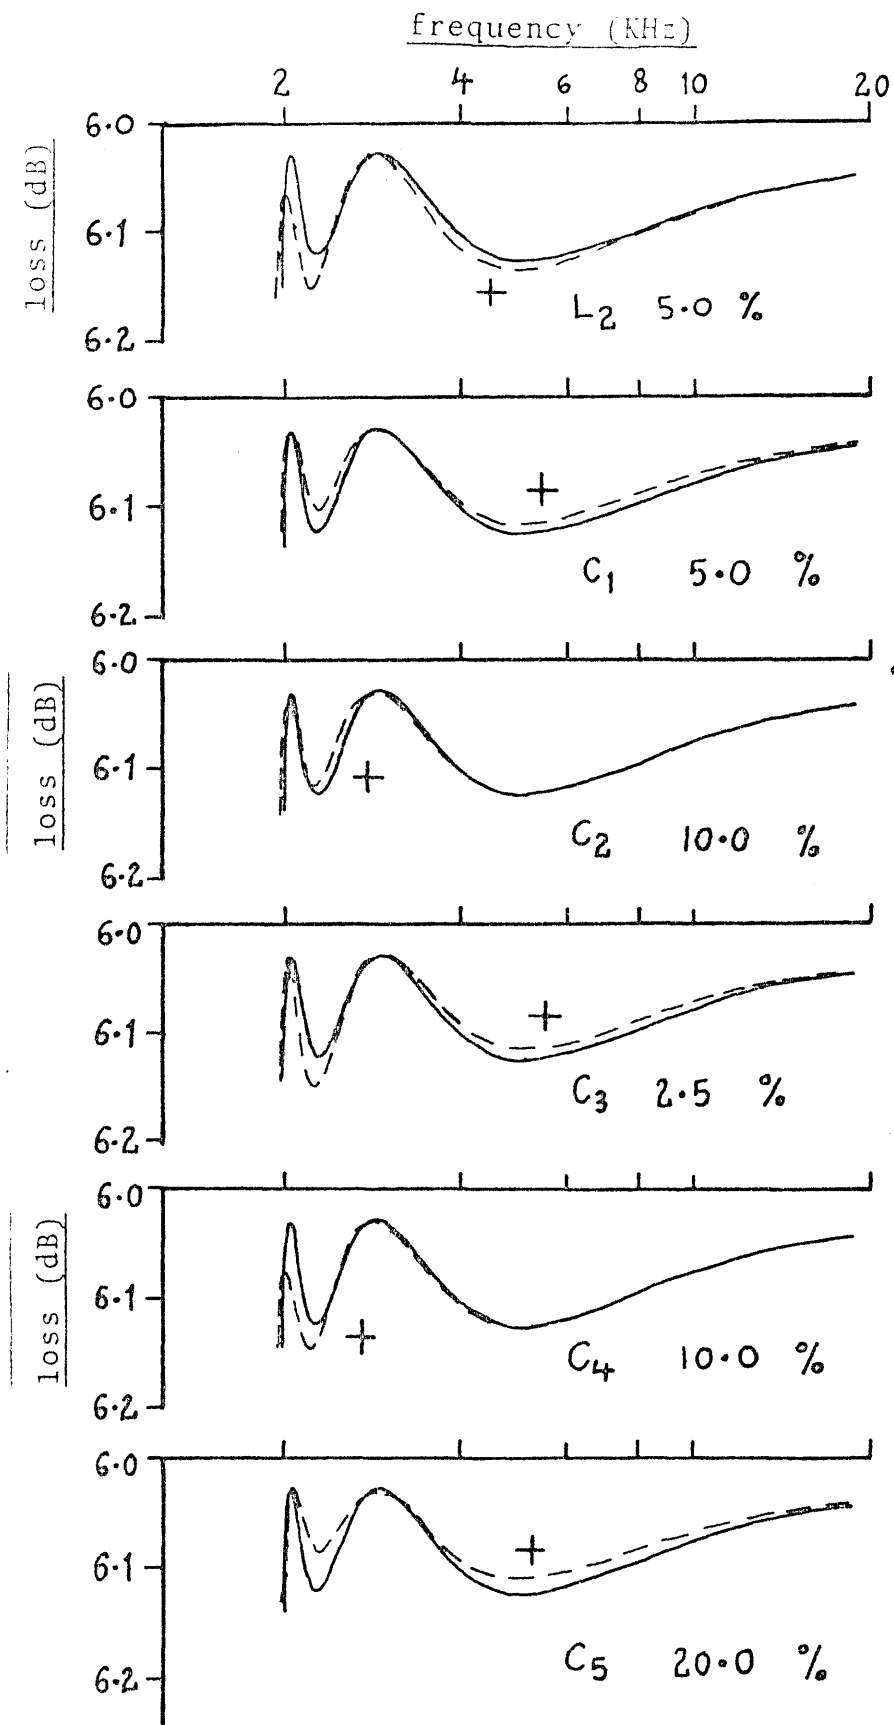 frequency (KHz)
2 4 6 8 10 20
loss (dB)
6.0
6.1
6.2
+
L2 5.0 %
6.0
6.1
6.2
+
C1 5.0 %
loss (dB)
6.0
6.1
6.2
+
C2 10.0 %
6.0
6.1
6.2
+
C3 2.5 %
loss (dB)
6.0
6.1
6.2
+
C4 10.0 %
6.0
6.1
6.2
+
C5 20.0 %